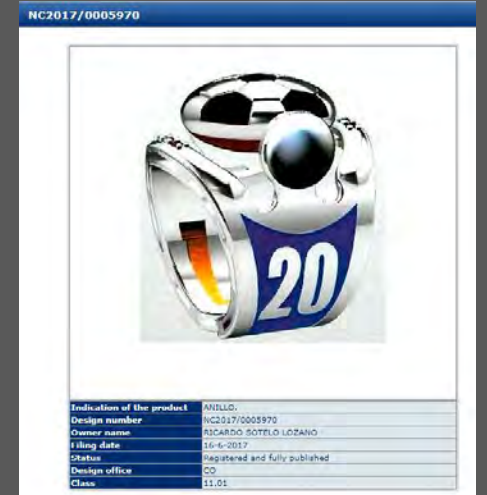 NC2017/0005970
20
Indication of the product ANILLO.
Design number NC2017/0005970
Owner name RICARDO SOTELO LOZANO
Filing date 16-6-2017
Status Registered and fully published
Design office CO
Class 11.01